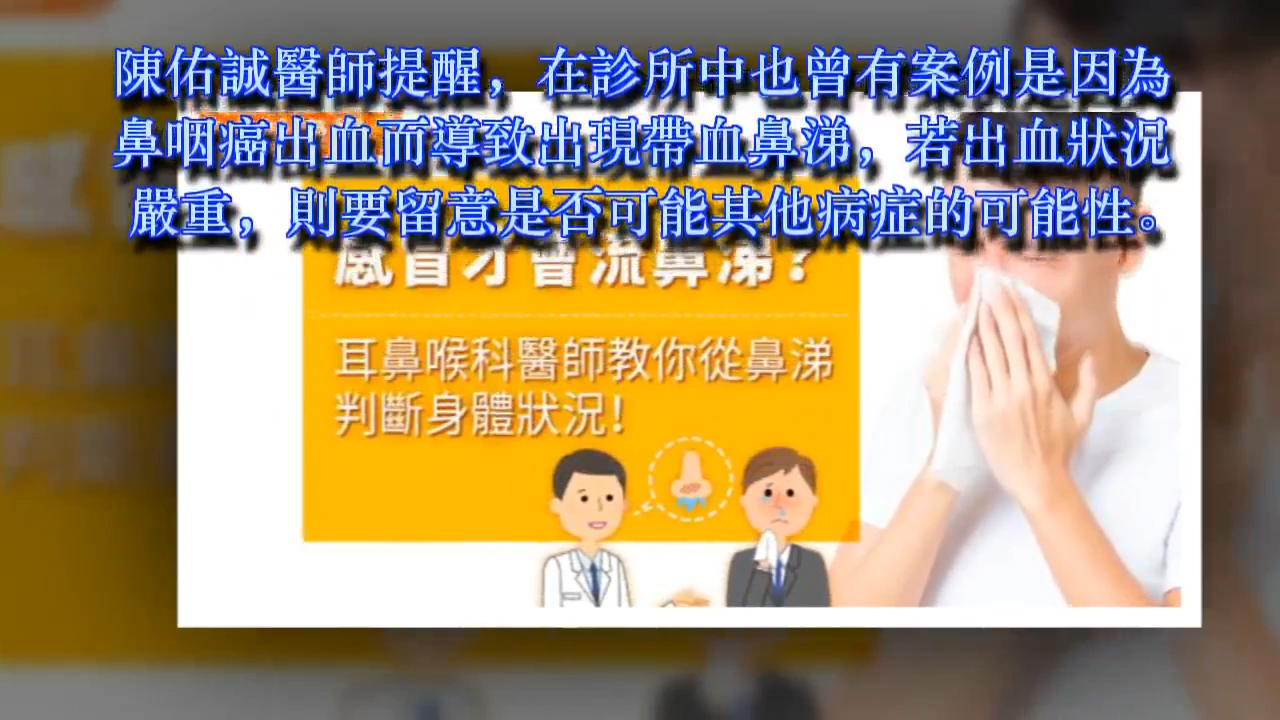 陳佑誠醫師提醒，在診所中也曾有案例是因為
鼻咽癌出血而導致出現帶血鼻涕，若出血狀況
嚴重，則要留意是否可能其他病症的可能性。
感冒才會流鼻涕？
耳鼻喉科醫師教你從鼻涕
判斷身體狀況！